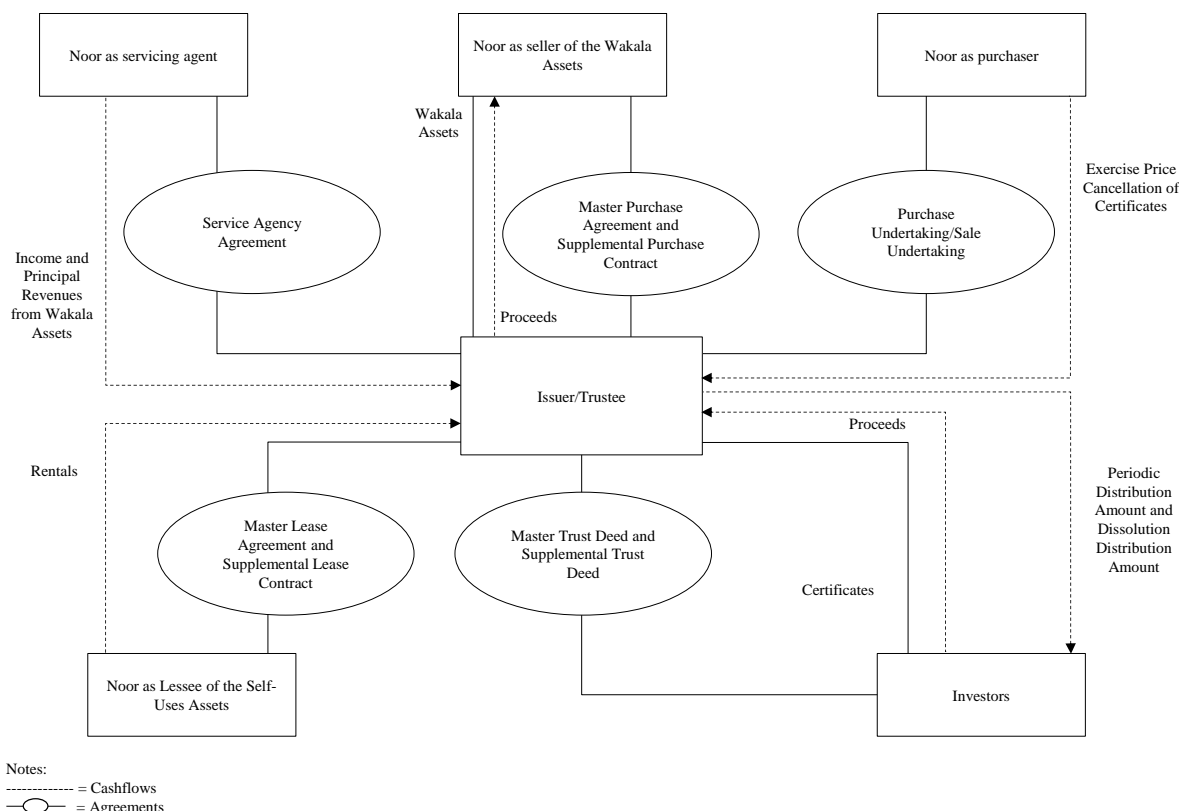 Noor as servicing agent
Noor as seller of the Wakala
Assets
Noor as purchaser
Wakala
Assets
Exercise Price
Cancellation of
Certificates
Service Agency
Agreement
Master Purchase
Agreement and
Supplemental Purchase
Contract
Purchase
Undertaking/Sale
Undertaking
Income and
Principal
Revenues
from Wakala
Assets
Proceeds
Issuer/Trustee
Proceeds
Rentals
Periodic
Distribution
Amount and
Dissolution
Distribution
Amount
Master Lease
Agreement and
Supplemental Lease
Contract
Master Trust Deed and
Supplemental Trust
Deed
Certificates
Noor as Lessee of the Self-
Uses Assets
Investors
Notes:
------------- = Cashflows
= Agreements